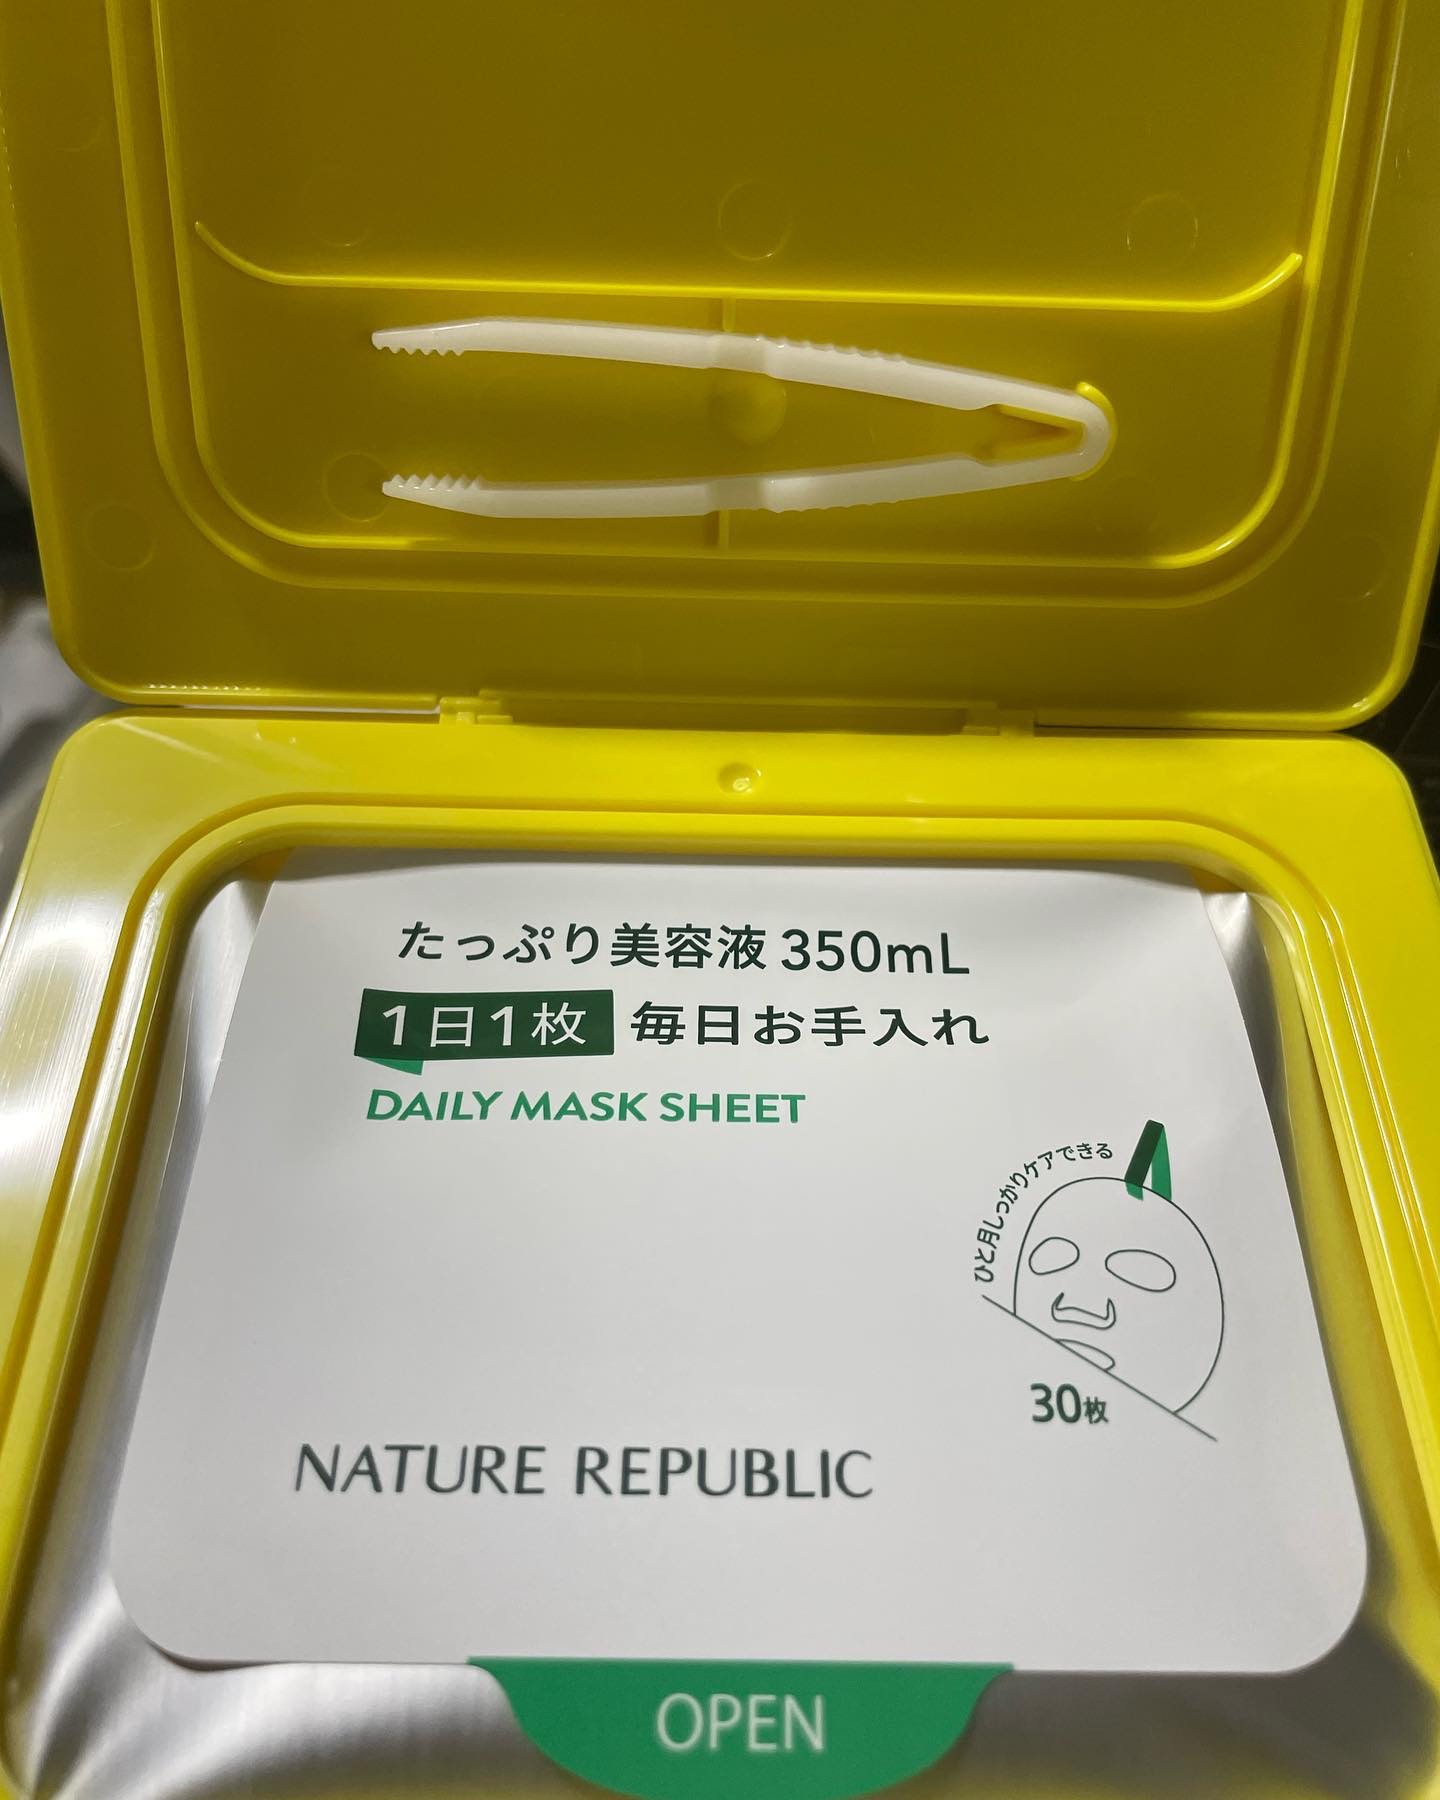 たっぷり美容液 350mL
1日1枚 毎日お手入れ
DAILY MASK SHEET
ひと月しっかりケアできる
30枚
NATURE REPUBLIC
OPEN